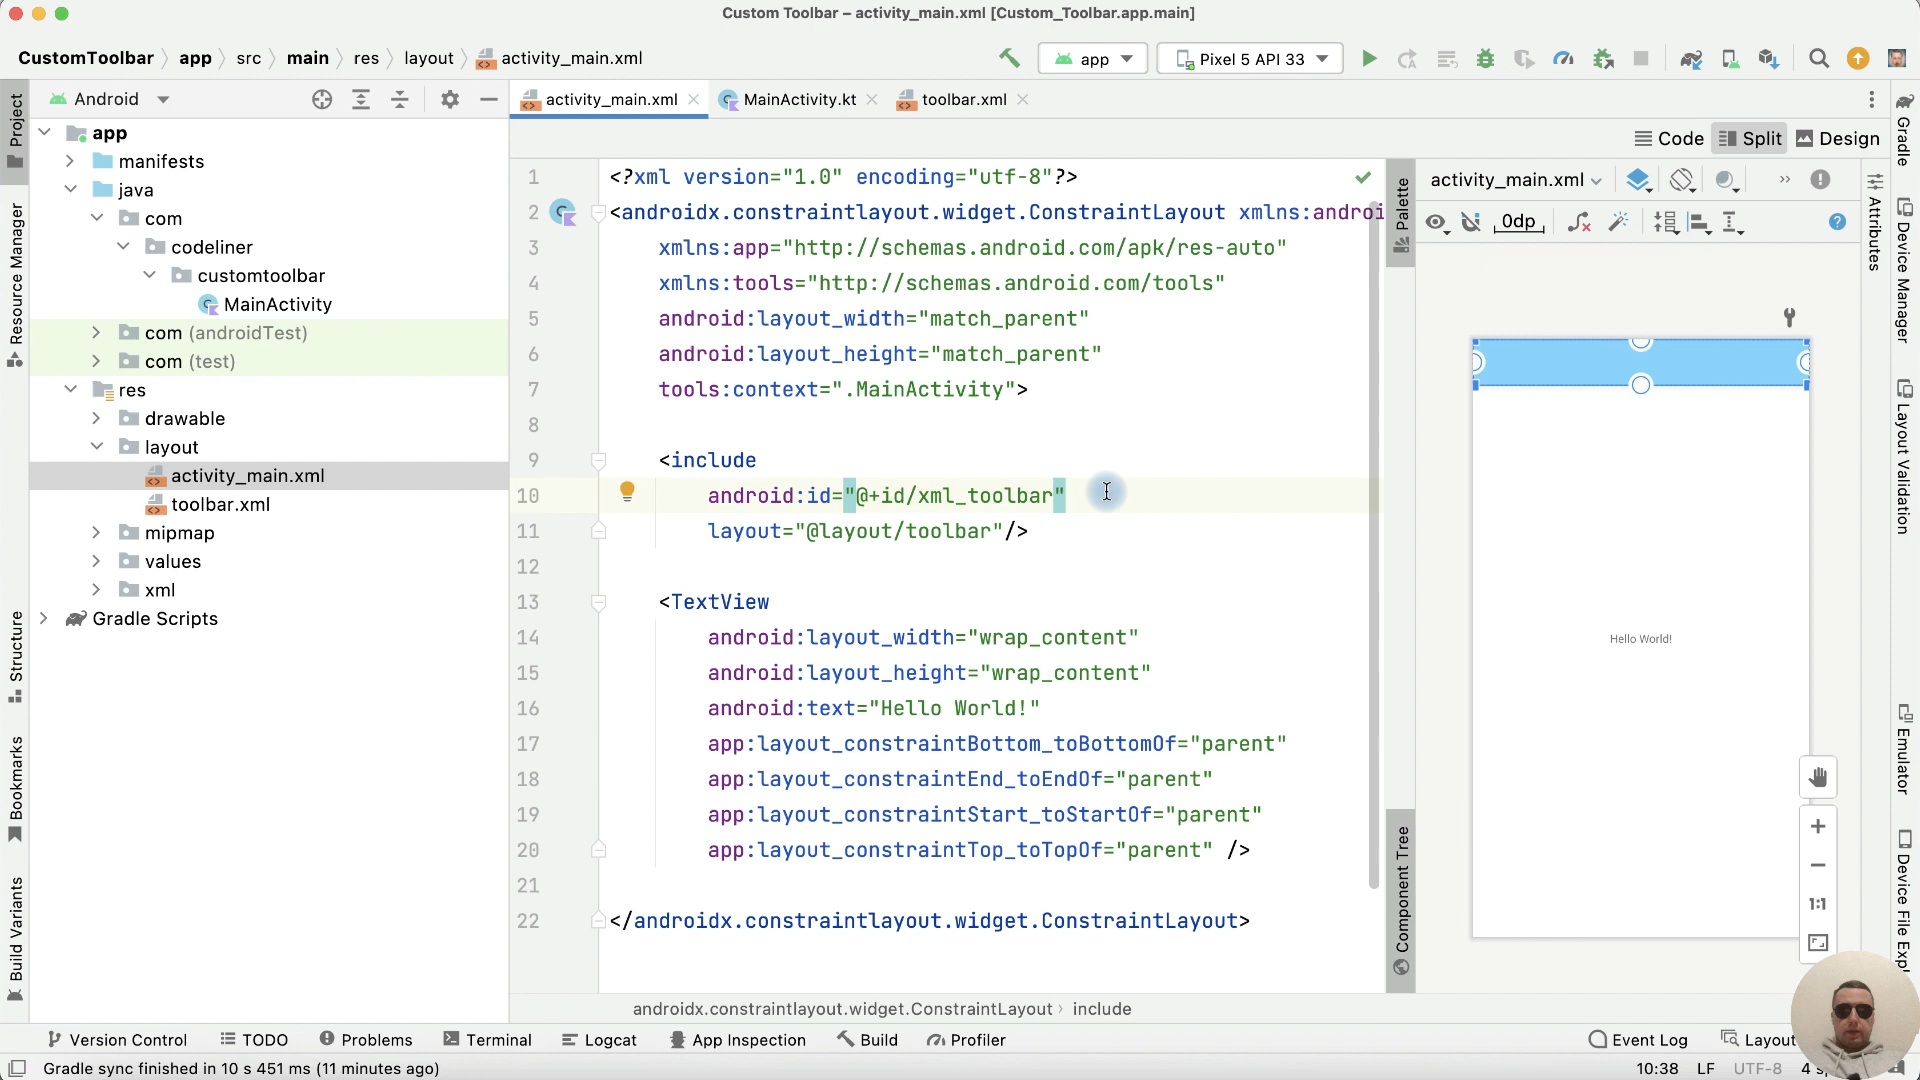 Custom Toolbar – activity_main.xml [Custom_Toolbar.app.main]
CustomToolbar app src main res layout activity_main.xml
app Pixel 5 API 33
Project
Android
activity_main.xml MainActivity.kt toolbar.xml
Code Split Design
app
manifests
java
com
codeliner
customtoolbar
MainActivity
com (androidTest)
com (test)
res
drawable
layout
activity_main.xml
toolbar.xml
mipmap
values
xml
Gradle Scripts
Resource Manager
Structure
Bookmarks
Build Variants
1 <?xml version="1.0" encoding="utf-8"?>
2 <androidx.constraintlayout.widget.ConstraintLayout xmlns:androi
3 xmlns:app="http://schemas.android.com/apk/res-auto"
4 xmlns:tools="http://schemas.android.com/tools"
5 android:layout_width="match_parent"
6 android:layout_height="match_parent"
7 tools:context=".MainActivity">
8
9 <include
10 android:id="@+id/xml_toolbar"
11 layout="@layout/toolbar"/>
12
13 <TextView
14 android:layout_width="wrap_content"
15 android:layout_height="wrap_content"
16 android:text="Hello World!"
17 app:layout_constraintBottom_toBottomOf="parent"
18 app:layout_constraintEnd_toEndOf="parent"
19 app:layout_constraintStart_toStartOf="parent"
20 app:layout_constraintTop_toTopOf="parent" />
21
22 </androidx.constraintlayout.widget.ConstraintLayout>
Palette
Component Tree
activity_main.xml
0dp
Hello World!
1:1
Attributes
Gradle
Device Manager
Layout Validation
Emulator
Device File Expl
androidx.constraintlayout.widget.ConstraintLayout › include
Version Control TODO Problems Terminal Logcat App Inspection Build Profiler Event Log Layout
Gradle sync finished in 10 s 451 ms (11 minutes ago) 10:38 LF UTF-8 4